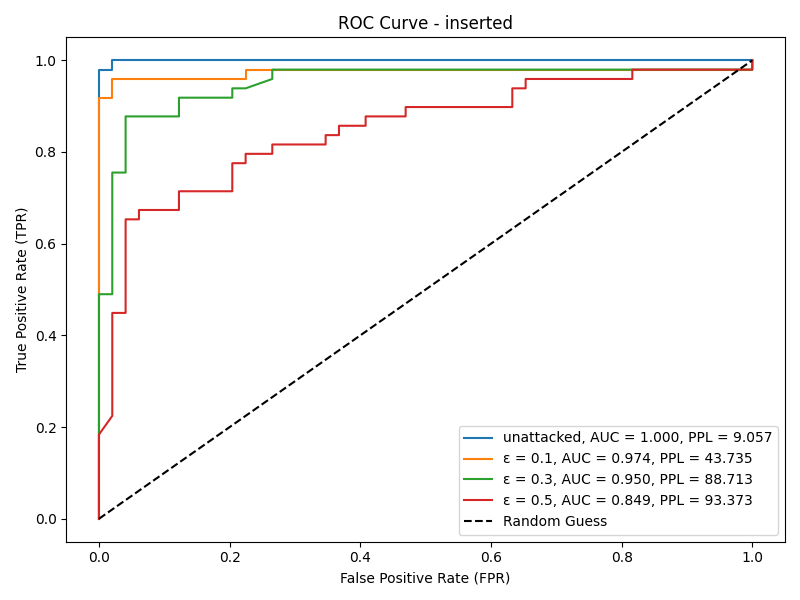 ROC Curve - inserted
True Positive Rate (TPR)
1.0
0.8
0.6
0.4
0.2
0.0
0.0 0.2 0.4 0.6 0.8 1.0
False Positive Rate (FPR)
unattacked, AUC = 1.000, PPL = 9.057
ε = 0.1, AUC = 0.974, PPL = 43.735
ε = 0.3, AUC = 0.950, PPL = 88.713
ε = 0.5, AUC = 0.849, PPL = 93.373
Random Guess